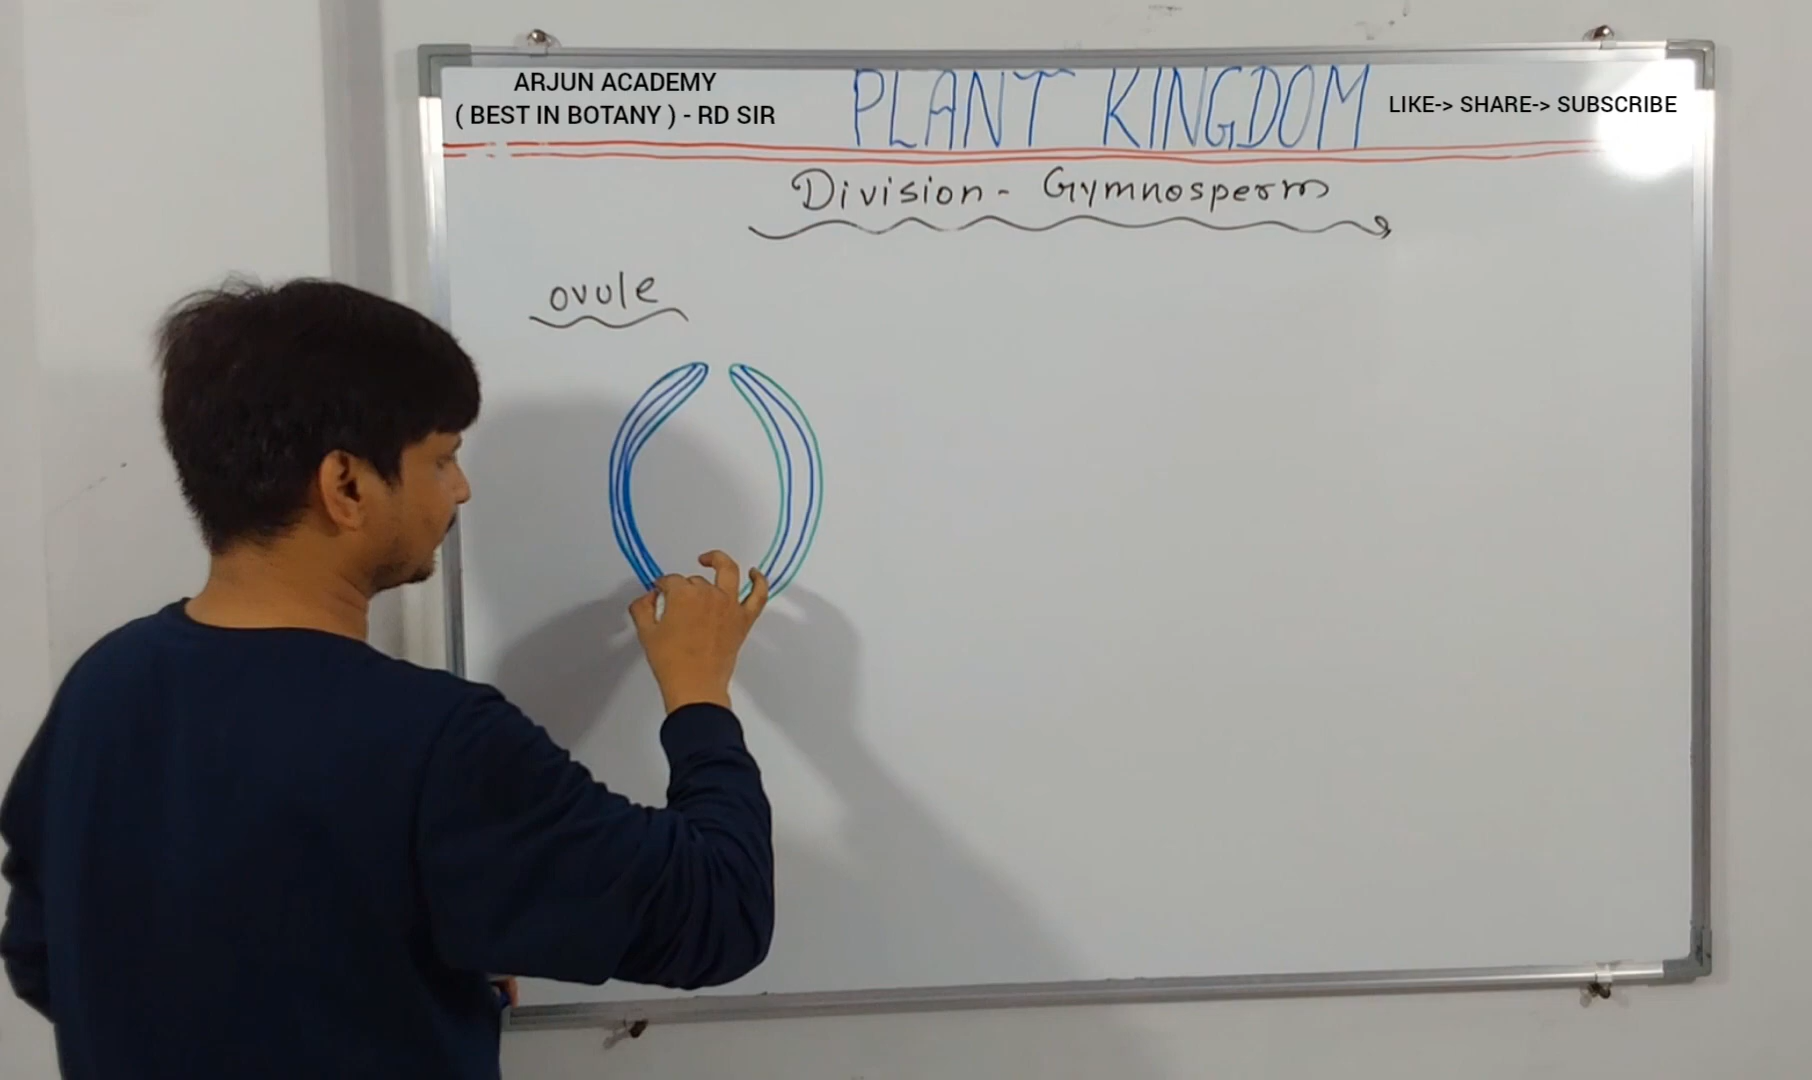 ARJUN ACADEMY
( BEST IN BOTANY ) - RD SIR
PLANT KINGDOM
LIKE-> SHARE-> SUBSCRIBE
Division - Gymnosperm
ovule